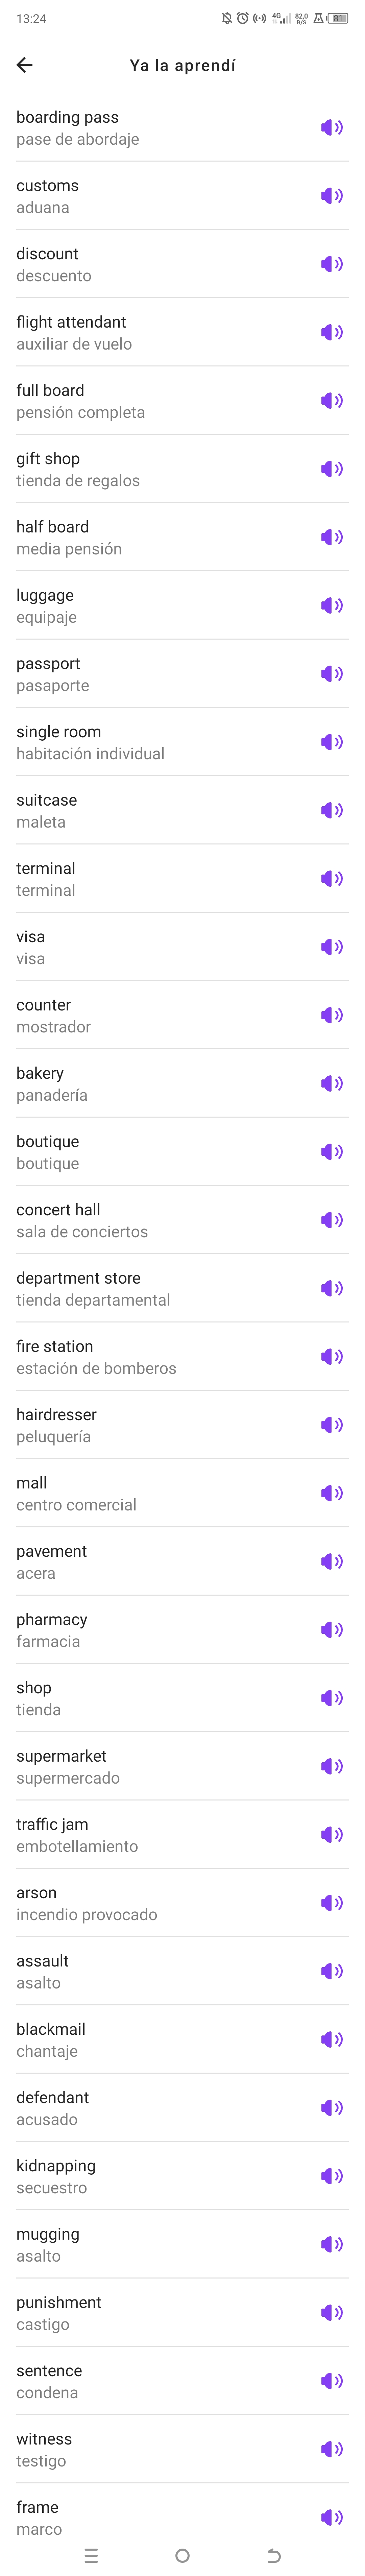 13:24
4G
82,0
B/S
81
Ya la aprendí
boarding pass
pase de abordaje
customs
aduana
discount
descuento
flight attendant
auxiliar de vuelo
full board
pensión completa
gift shop
tienda de regalos
half board
media pensión
luggage
equipaje
passport
pasaporte
single room
habitación individual
suitcase
maleta
terminal
terminal
visa
visa
counter
mostrador
bakery
panadería
boutique
boutique
concert hall
sala de conciertos
department store
tienda departamental
fire station
estación de bomberos
hairdresser
peluquería
mall
centro comercial
pavement
acera
pharmacy
farmacia
shop
tienda
supermarket
supermercado
traffic jam
embotellamiento
arson
incendio provocado
assault
asalto
blackmail
chantaje
defendant
acusado
kidnapping
secuestro
mugging
asalto
punishment
castigo
sentence
condena
witness
testigo
frame
marco